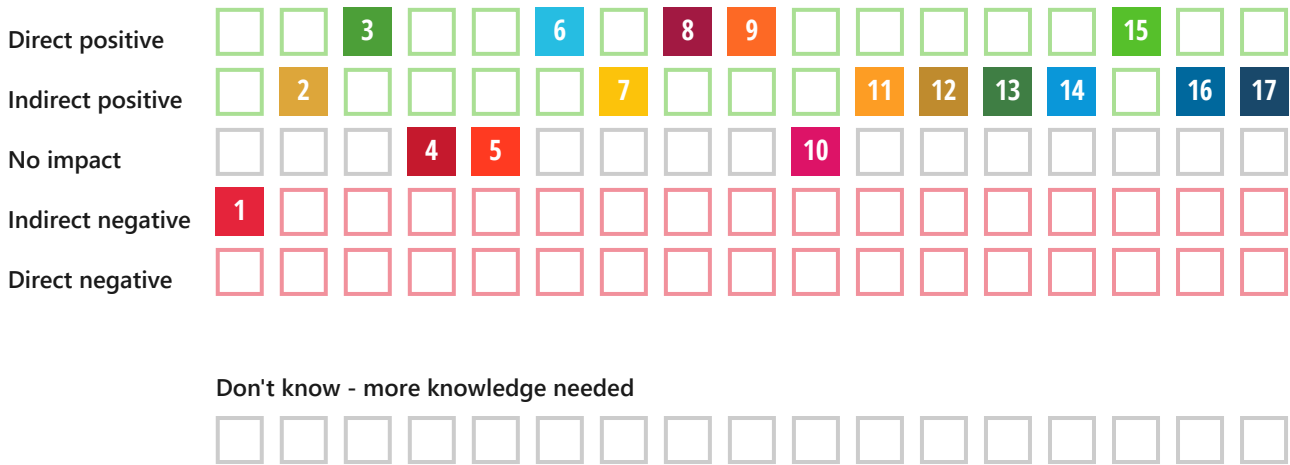 Direct positive 3 6 8 9 15
Indirect positive 2 7 11 12 13 14 16 17
No impact 4 5 10
Indirect negative 1
Direct negative
Don't know - more knowledge needed